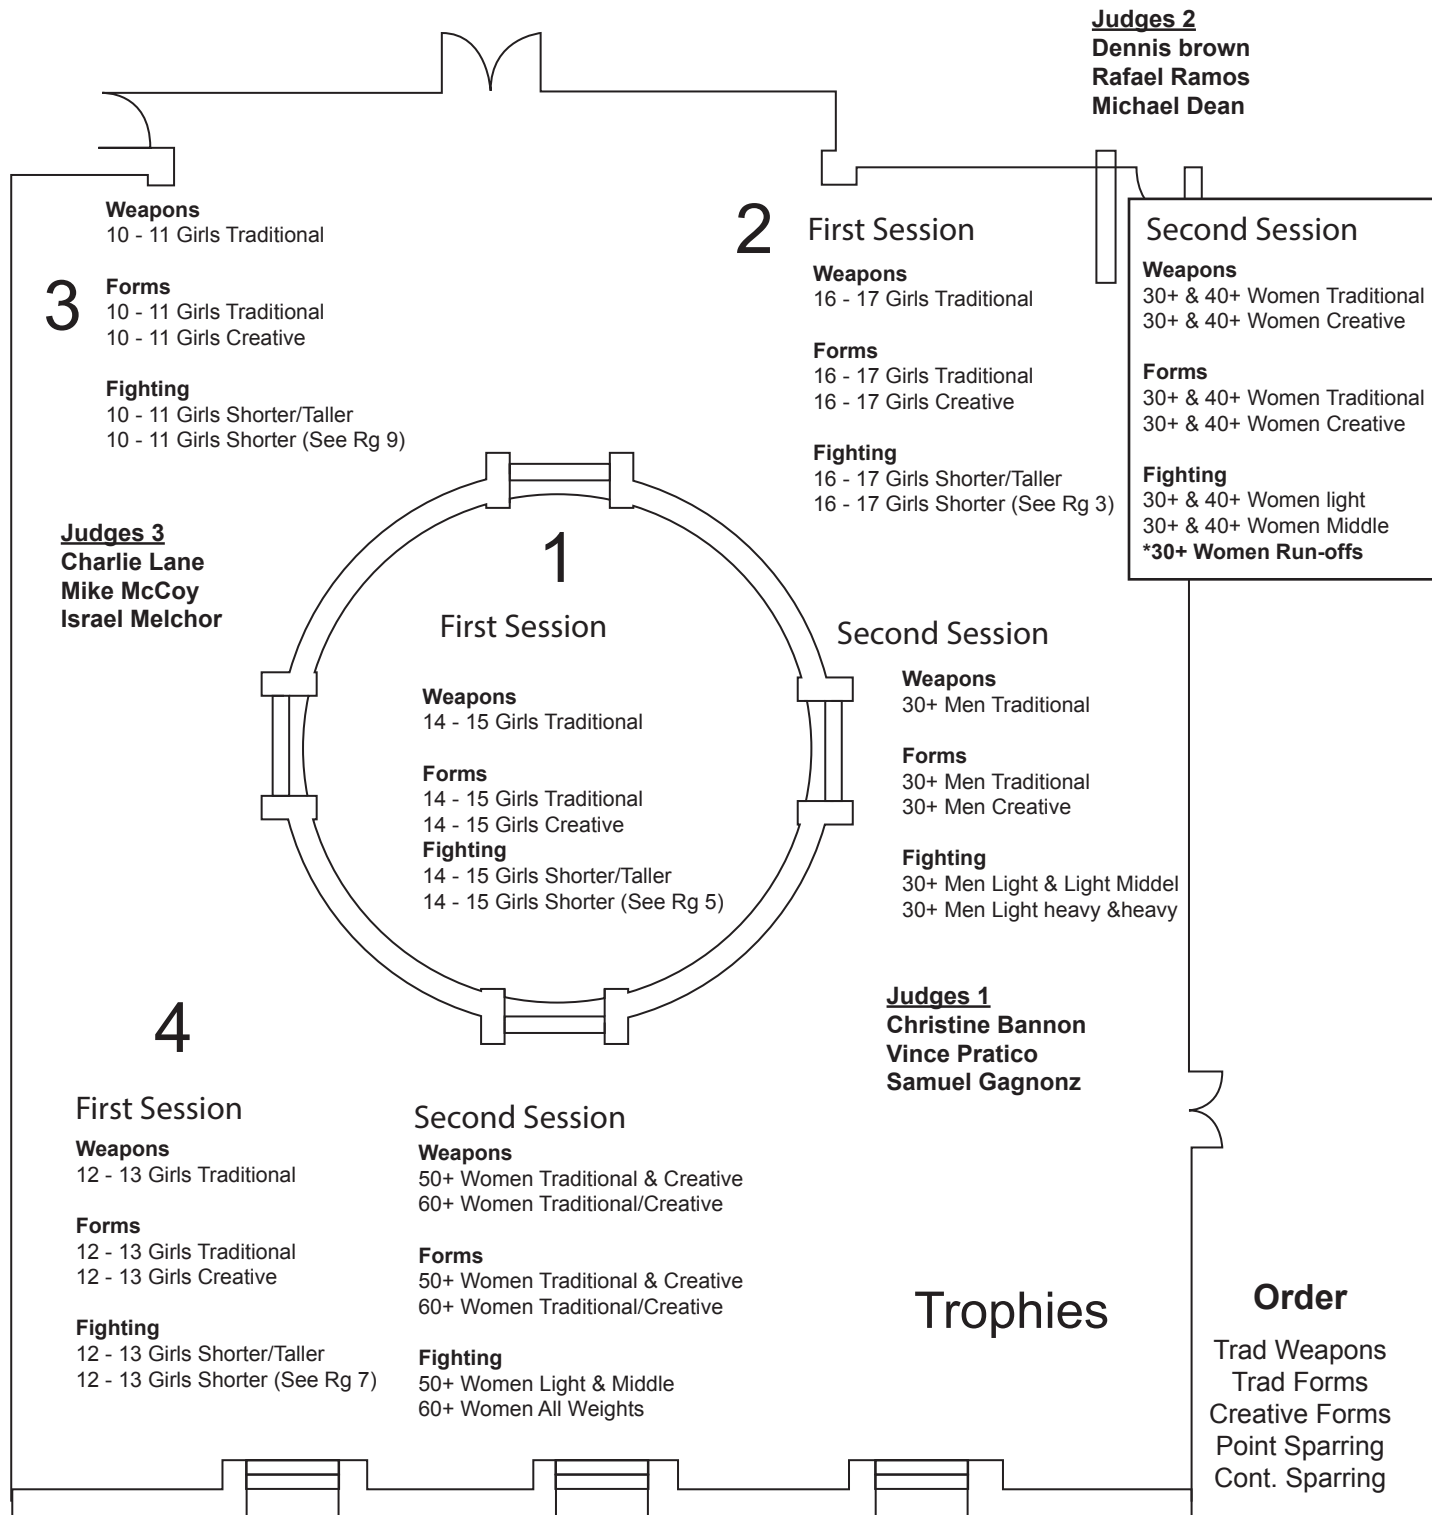 Judges 2
Dennis brown
Rafael Ramos
Michael Dean
3
Weapons
10 - 11 Girls Traditional
Forms
10 - 11 Girls Traditional
10 - 11 Girls Creative
Fighting
10 - 11 Girls Shorter/Taller
10 - 11 Girls Shorter (See Rg 9)
Judges 3
Charlie Lane
Mike McCoy
Israel Melchor
2
First Session
Weapons
16 - 17 Girls Traditional
Forms
16 - 17 Girls Traditional
16 - 17 Girls Creative
Fighting
16 - 17 Girls Shorter/Taller
16 - 17 Girls Shorter (See Rg 3)
Second Session
Weapons
30+ & 40+ Women Traditional
30+ & 40+ Women Creative
Forms
30+ & 40+ Women Traditional
30+ & 40+ Women Creative
Fighting
30+ & 40+ Women light
30+ & 40+ Women Middle
*30+ Women Run-offs
1
First Session
Weapons
14 - 15 Girls Traditional
Forms
14 - 15 Girls Traditional
14 - 15 Girls Creative
Fighting
14 - 15 Girls Shorter/Taller
14 - 15 Girls Shorter (See Rg 5)
Second Session
Weapons
30+ Men Traditional
Forms
30+ Men Traditional
30+ Men Creative
Fighting
30+ Men Light & Light Middel
30+ Men Light heavy &heavy
Judges 1
Christine Bannon
Vince Pratico
Samuel Gagnonz
4
First Session
Weapons
12 - 13 Girls Traditional
Forms
12 - 13 Girls Traditional
12 - 13 Girls Creative
Fighting
12 - 13 Girls Shorter/Taller
12 - 13 Girls Shorter (See Rg 7)
Second Session
Weapons
50+ Women Traditional & Creative
60+ Women Traditional/Creative
Forms
50+ Women Traditional & Creative
60+ Women Traditional/Creative
Fighting
50+ Women Light & Middle
60+ Women All Weights
Trophies
Order
Trad Weapons
Trad Forms
Creative Forms
Point Sparring
Cont. Sparring